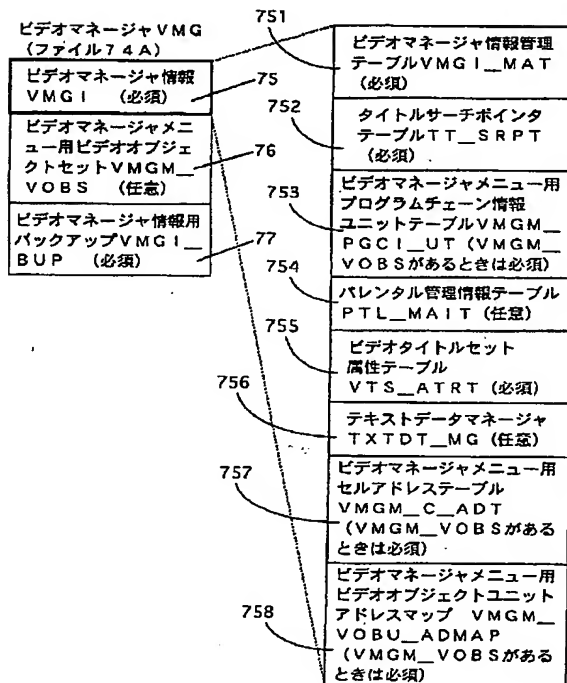 ビデオマネージャVMG
(ファイル74A)
ビデオマネージャ情報
VMGI (必須)
75
ビデオマネージャメニ
ュー用ビデオオブジェ
クトセットVMGM__
VOBS (任意)
76
ビデオマネージャ情報用
バックアップVMGI__
BUP (必須)
77
751
ビデオマネージャ情報管理
テーブルVMGI__MAT
(必須)
752
タイトルサーチポインタ
テーブルTT__SRPT
(必須)
753
ビデオマネージャメニュー用
プログラムチェーン情報
ユニットテーブルVMGM__
PGCI__UT (VMGM__
VOBSがあるときは必須)
754
パレンタル管理情報テーブル
PTL__MAIT (任意)
755
ビデオタイトルセット
属性テーブル
VTS__ATRT (必須)
756
テキストデータマネージャ
TXTDT__MG (任意)
757
ビデオマネージャメニュー用
セルアドレステーブル
VMGM__C__ADT
(VMGM__VOBSがある
ときは必須)
758
ビデオマネージャメニュー用
ビデオオブジェクトユニット
アドレスマップ VMGM__
VOBU__ADMAP
(VMGM__VOBSがある
ときは必須)